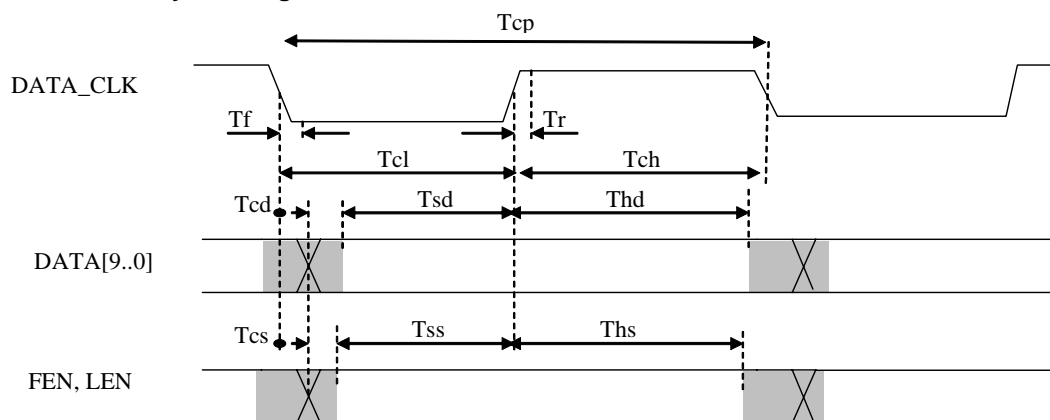 Tcp
DATA_CLK
Tf
Tr
Tcl
Tch
Tcd
Tsd
Thd
DATA[9..0]
Tcs
Tss
Ths
FEN, LEN